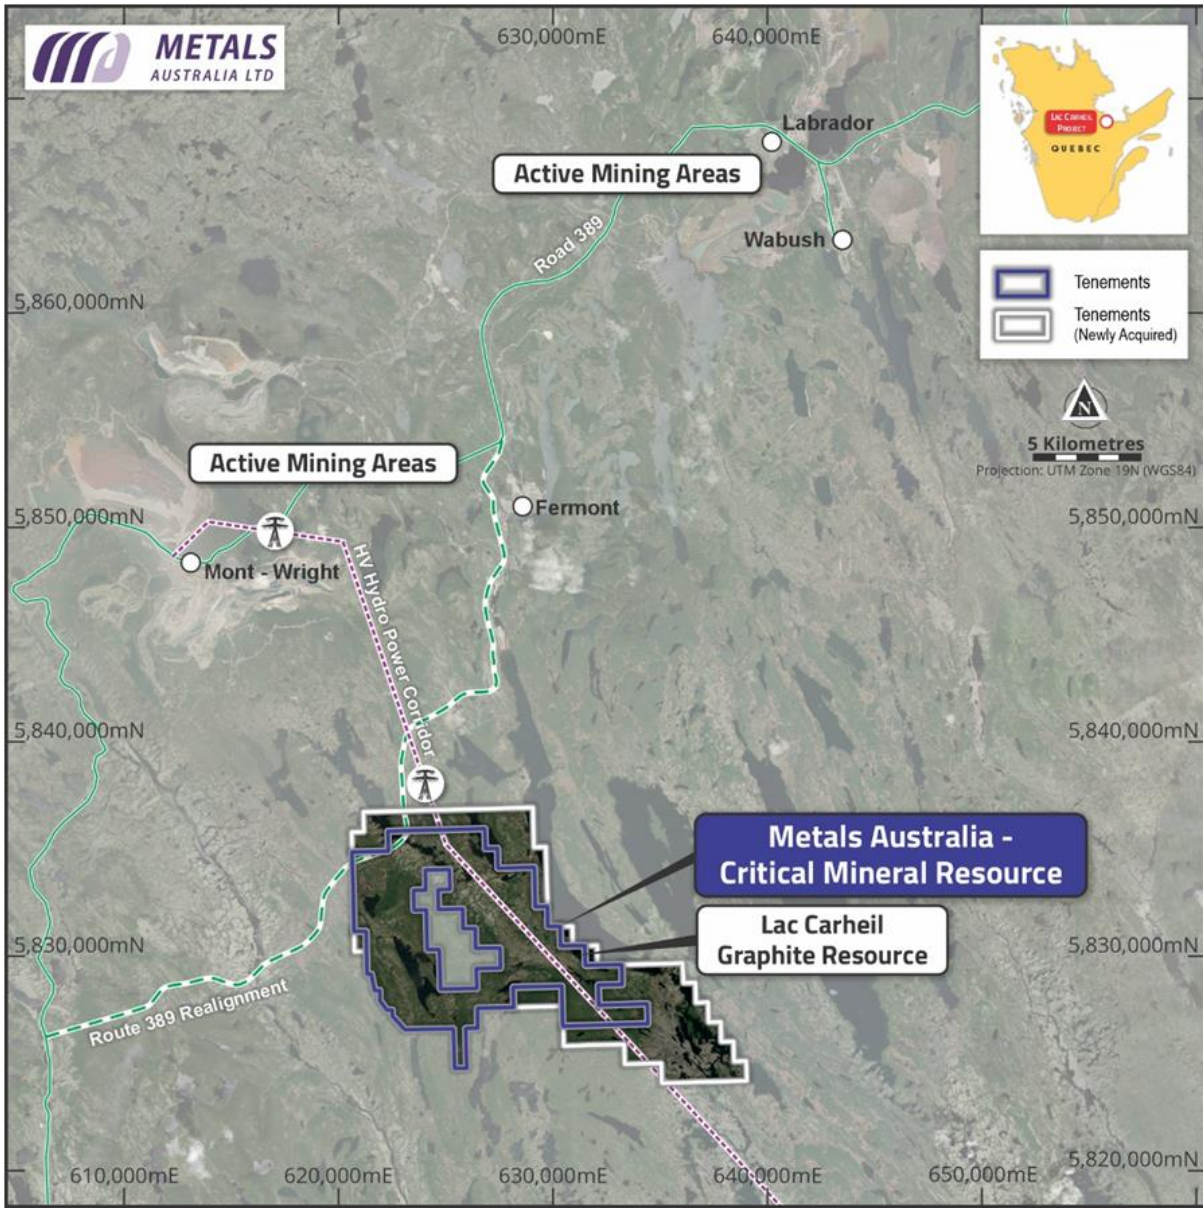 METALS
AUSTRALIA LTD
630,000mE
640,000mE
LAC CARHEIL
PROJECT
QUEBEC
Labrador
Active Mining Areas
Road 389
Wabush
Tenements
Tenements
(Newly Acquired)
5,860,000mN
N
5 Kilometres
Projection: UTM Zone 19N (WGS84)
Active Mining Areas
Fermont
5,850,000mN
5,850,000mN
Mont - Wright
HV Hydro Power Corridor
5,840,000mN
5,840,000mN
Metals Australia -
Critical Mineral Resource
Lac Carheil
Graphite Resource
5,830,000mN
5,830,000mN
Route 389 Realignment
610,000mE
620,000mE
630,000mE
640,000mE
650,000mE
5,820,000mN